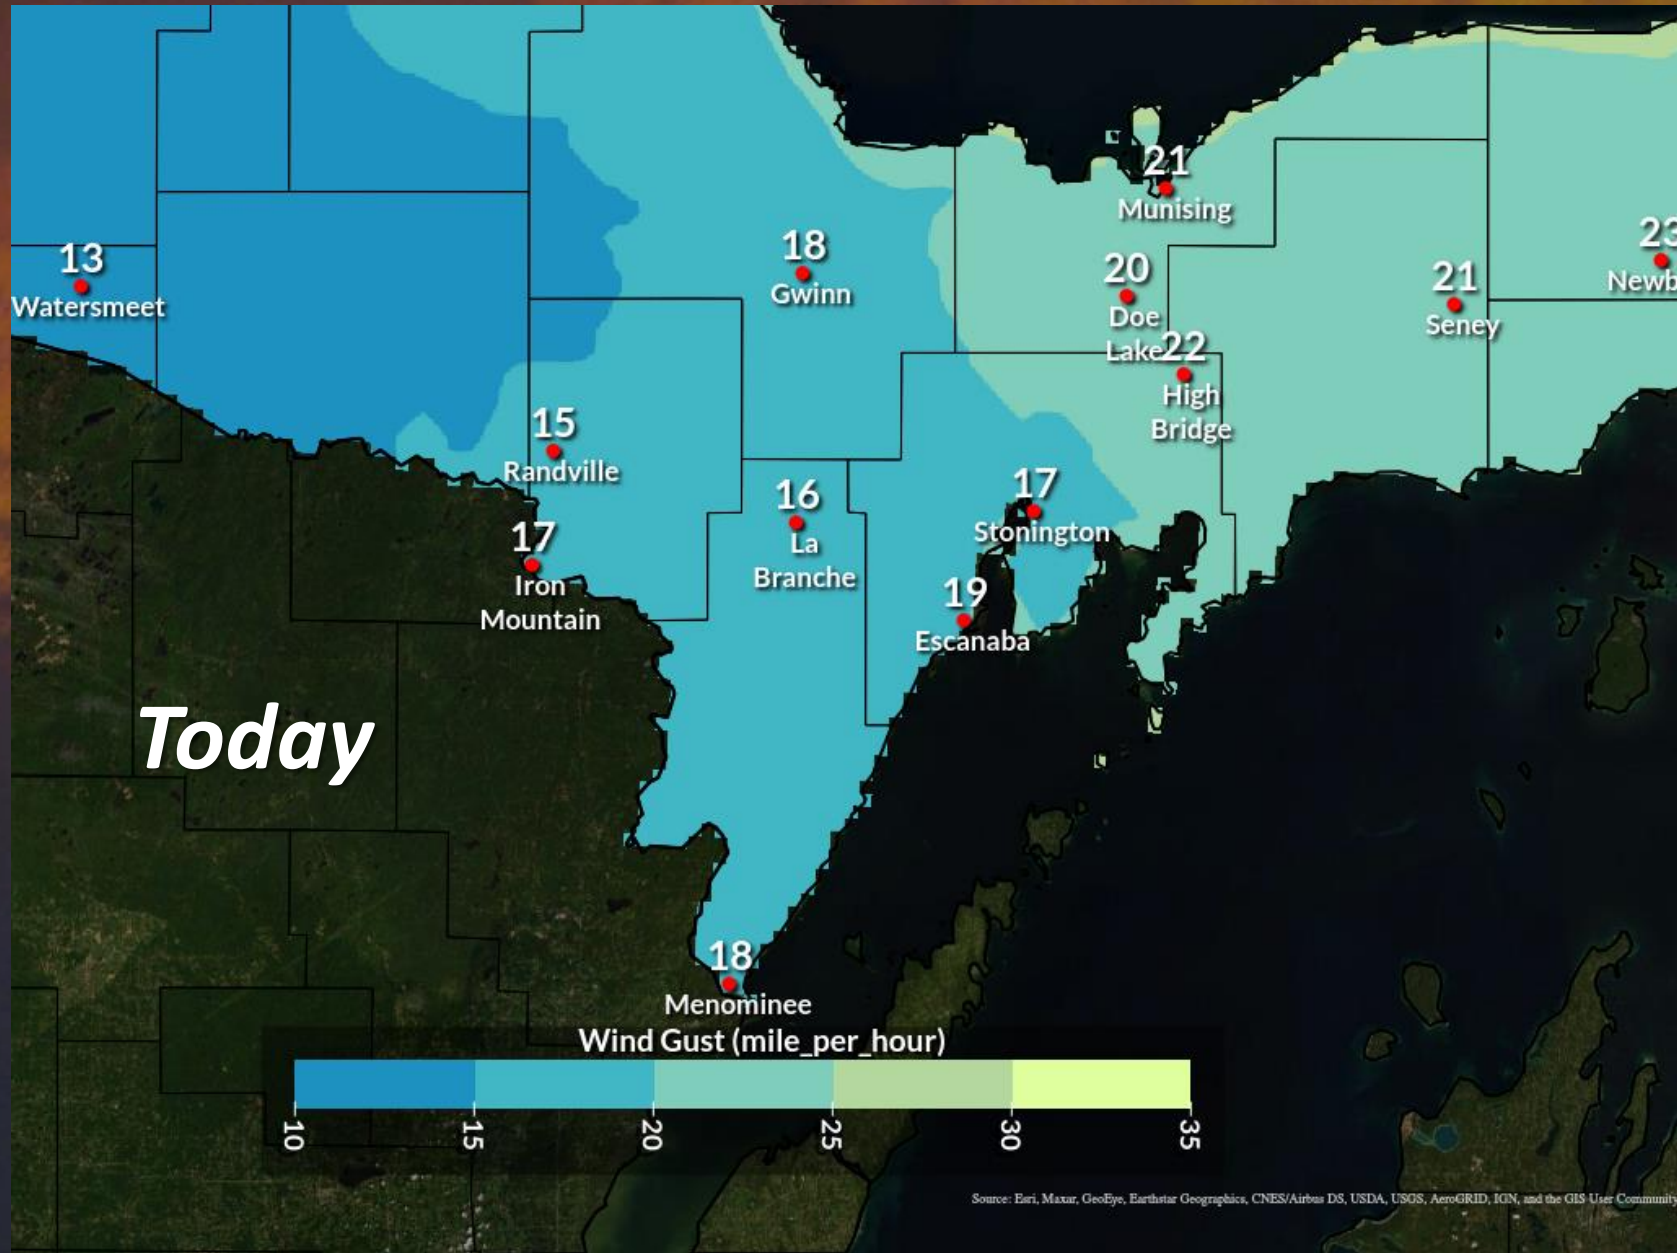 21
Munising
18
Gwinn
13
Watersmeet
20
Doe
Lake
21
Seney
23
Newb
22
High
Bridge
15
Randville
16
La
Branche
17
Stonington
17
Iron
Mountain
19
Escanaba
Today
18
Menominee
Wind Gust (mile_per_hour)
10
15
20
25
30
35
Source: Esri, Maxar, GeoEye, Earthstar Geographics, CNES/Airbus DS, USDA, USGS, AeroGRID, IGN, and the GIS User Community